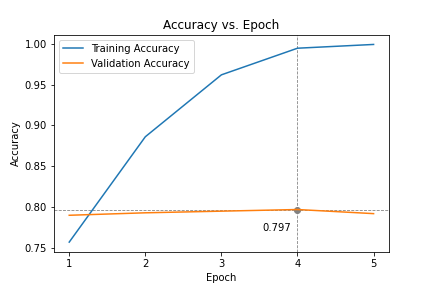 Accuracy vs. Epoch
1.00
0.95
0.90
0.85
0.80
0.75
Accuracy
Training Accuracy
Validation Accuracy
0.797
1 2 3 4 5
Epoch